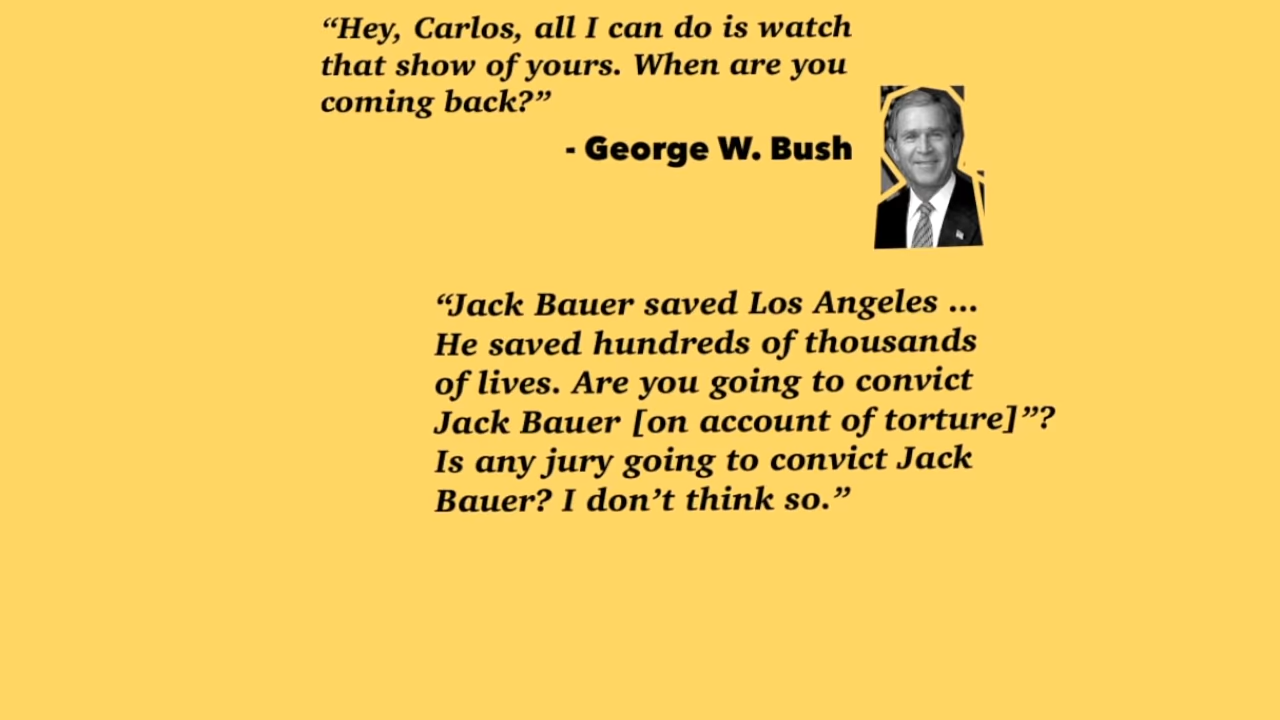 “Hey, Carlos, all I can do is watch
that show of yours. When are you
coming back?”
- George W. Bush
“Jack Bauer saved Los Angeles ...
He saved hundreds of thousands
of lives. Are you going to convict
Jack Bauer [on account of torture]”?
Is any jury going to convict Jack
Bauer? I don’t think so.”